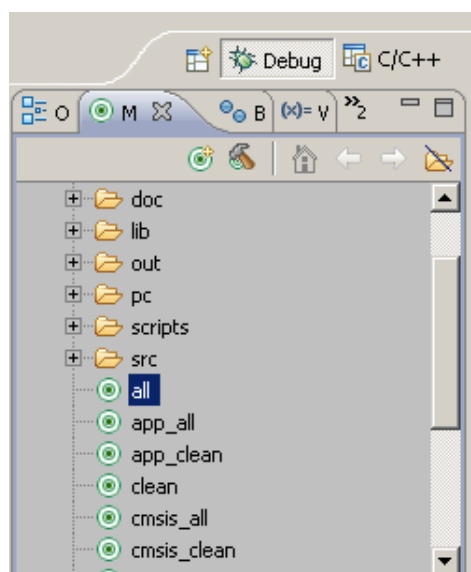 Debug C/C++
O M B (x)= V »2
doc
lib
out
pc
scripts
src
all
app_all
app_clean
clean
cmsis_all
cmsis_clean